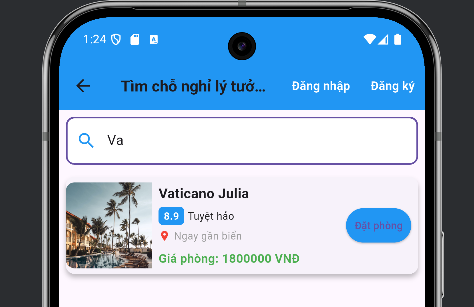 1:24
Tìm chỗ nghỉ lý tưở... Đăng nhập Đăng ký
Va
Vaticano Julia
8.9 Tuyệt hảo
Ngay gần biển
Đặt phòng
Giá phòng: 1800000 VNĐ